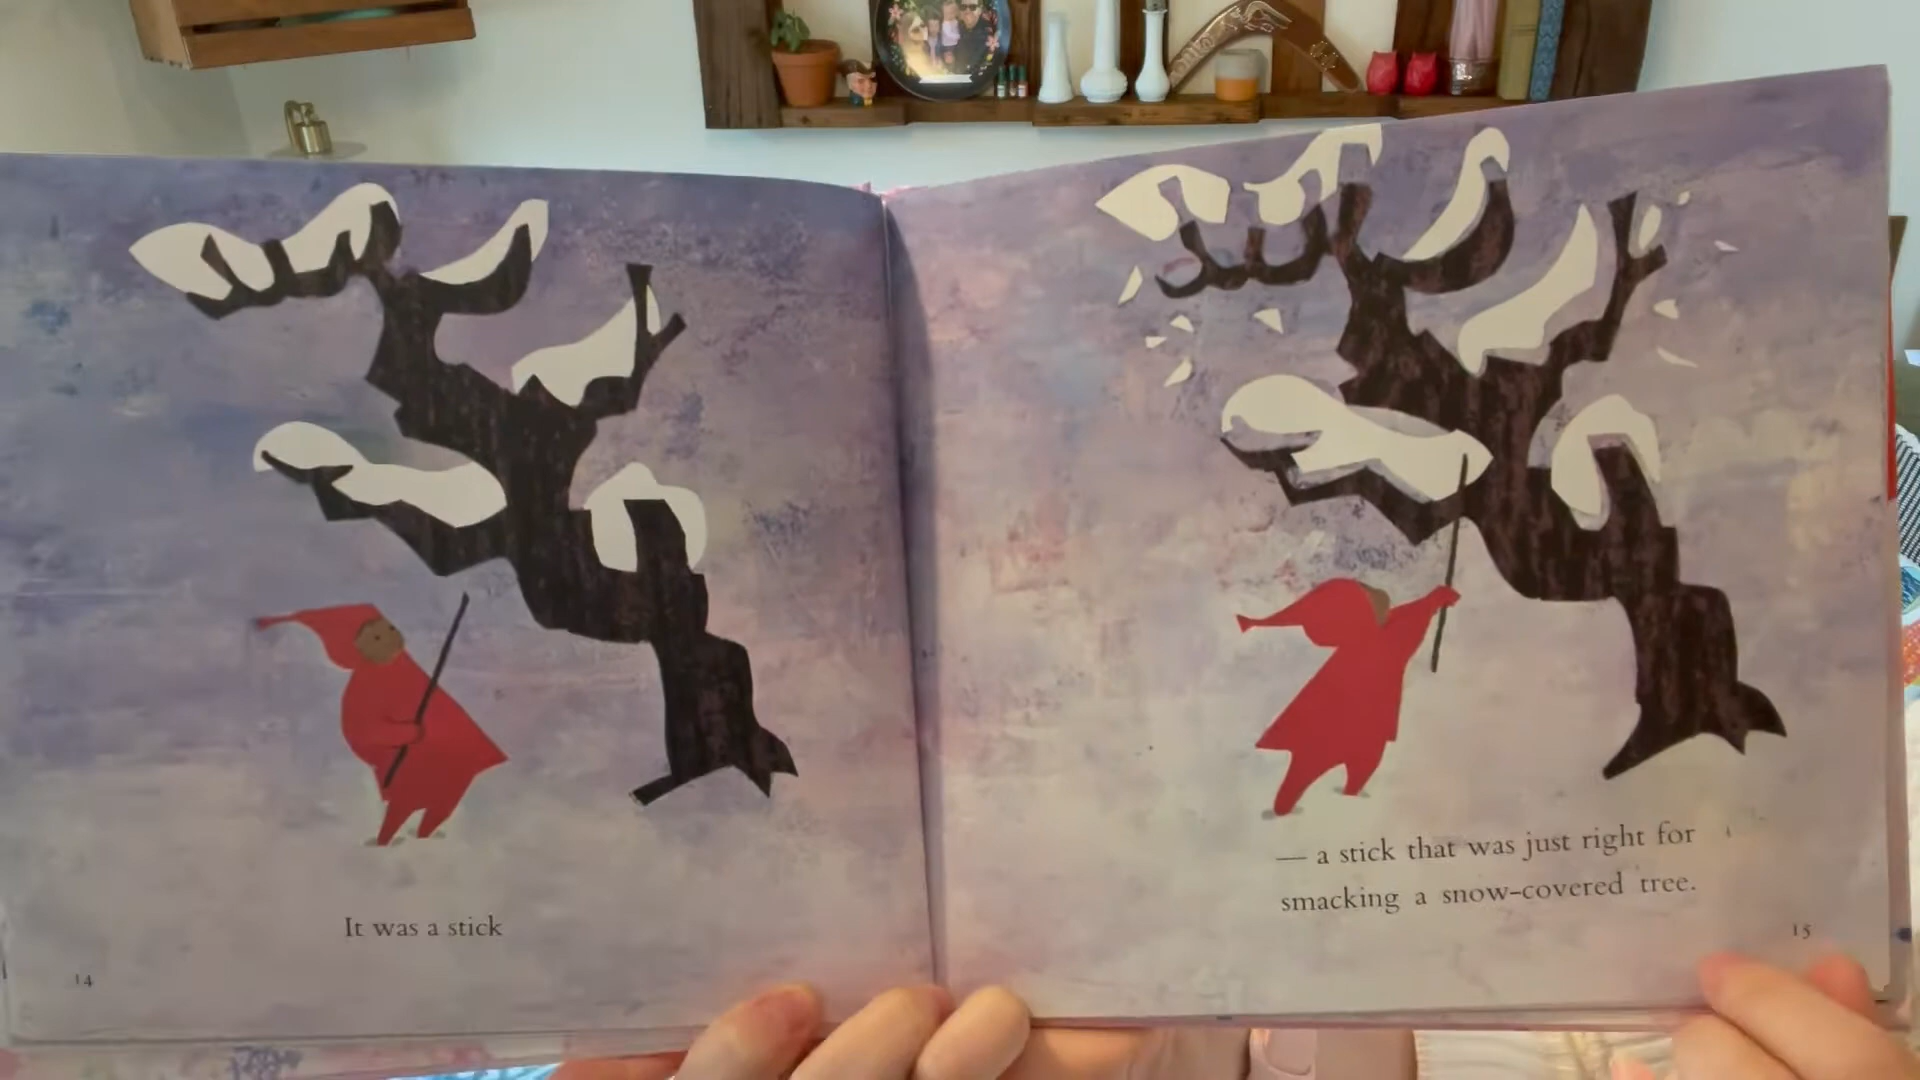 It was a stick
14
— a stick that was just right for
smacking a snow-covered tree.
15